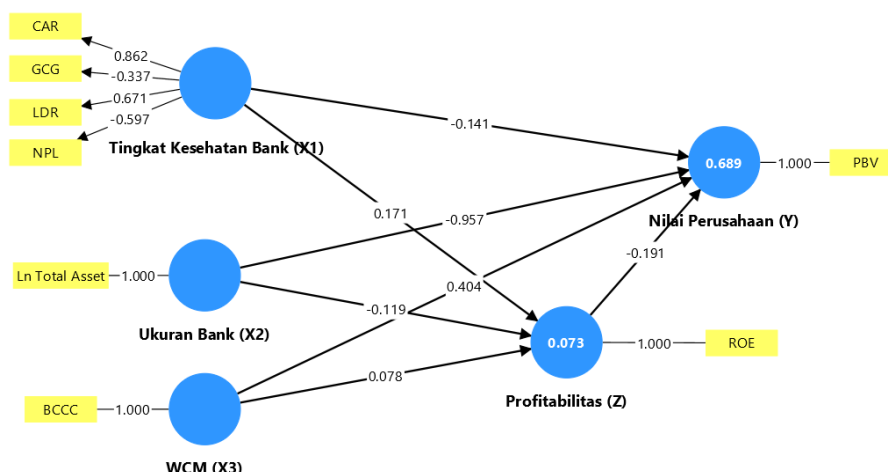 CAR
0.862
GCG
-0.337
LDR
0.671
NPL
-0.597
Tingkat Kesehatan Bank (X1)
-0.141
0.689
1.000
PBV
Nilai Perusahaan (Y)
0.171
-0.957
-0.191
Ln Total Asset
1.000
Ukuran Bank (X2)
0.404
-0.119
0.073
1.000
ROE
Profitabilitas (Z)
0.078
BCCC
1.000
WCM (X3)